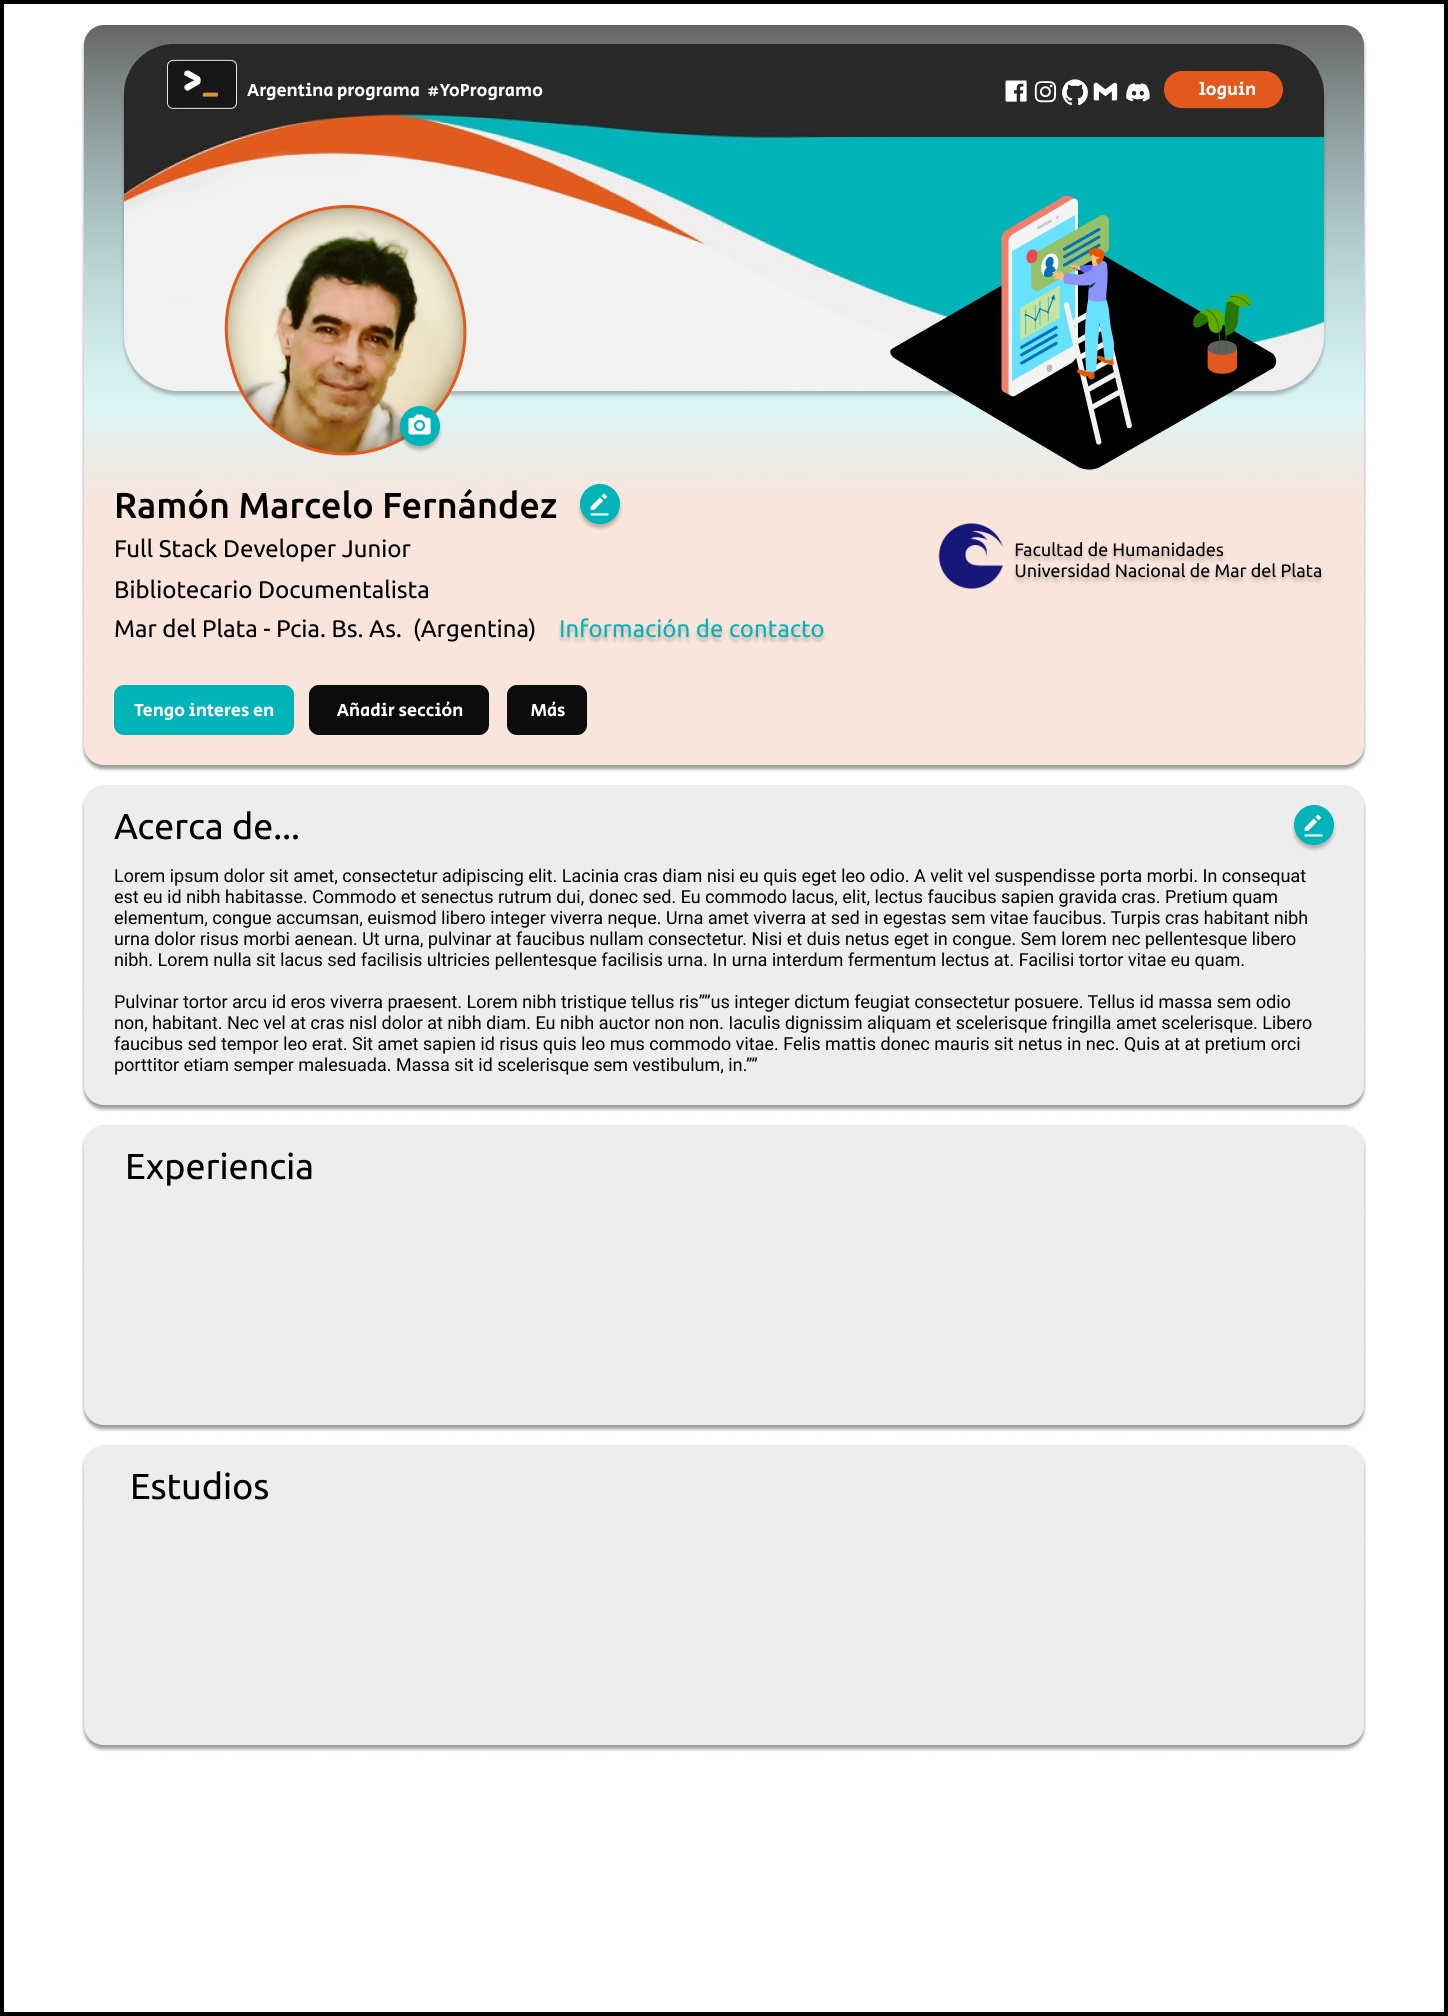 >_
Argentina programa #YoProgramo
loguin
Ramón Marcelo Fernández
Full Stack Developer Junior
Bibliotecario Documentalista
Mar del Plata - Pcia. Bs. As. (Argentina) Información de contacto
Facultad de Humanidades
Universidad Nacional de Mar del Plata
Tengo interes en
Añadir sección
Más
Acerca de...
Lorem ipsum dolor sit amet, consectetur adipiscing elit. Lacinia cras diam nisi eu quis eget leo odio. A velit vel suspendisse porta morbi. In consequat
est eu id nibh habitasse. Commodo et senectus rutrum dui, donec sed. Eu commodo lacus, elit, lectus faucibus sapien gravida cras. Pretium quam
elementum, congue accumsan, euismod libero integer viverra neque. Urna amet viverra at sed in egestas sem vitae faucibus. Turpis cras habitant nibh
urna dolor risus morbi aenean. Ut urna, pulvinar at faucibus nullam consectetur. Nisi et duis netus eget in congue. Sem lorem nec pellentesque libero
nibh. Lorem nulla sit lacus sed facilisis ultricies pellentesque facilisis urna. In urna interdum fermentum lectus at. Facilisi tortor vitae eu quam.
Pulvinar tortor arcu id eros viverra praesent. Lorem nibh tristique tellus ris””us integer dictum feugiat consectetur posuere. Tellus id massa sem odio
non, habitant. Nec vel at cras nisl dolor at nibh diam. Eu nibh auctor non non. Iaculis dignissim aliquam et scelerisque fringilla amet scelerisque. Libero
faucibus sed tempor leo erat. Sit amet sapien id risus quis leo mus commodo vitae. Felis mattis donec mauris sit netus in nec. Quis at at pretium orci
porttitor etiam semper malesuada. Massa sit id scelerisque sem vestibulum, in.””
Experiencia
Estudios